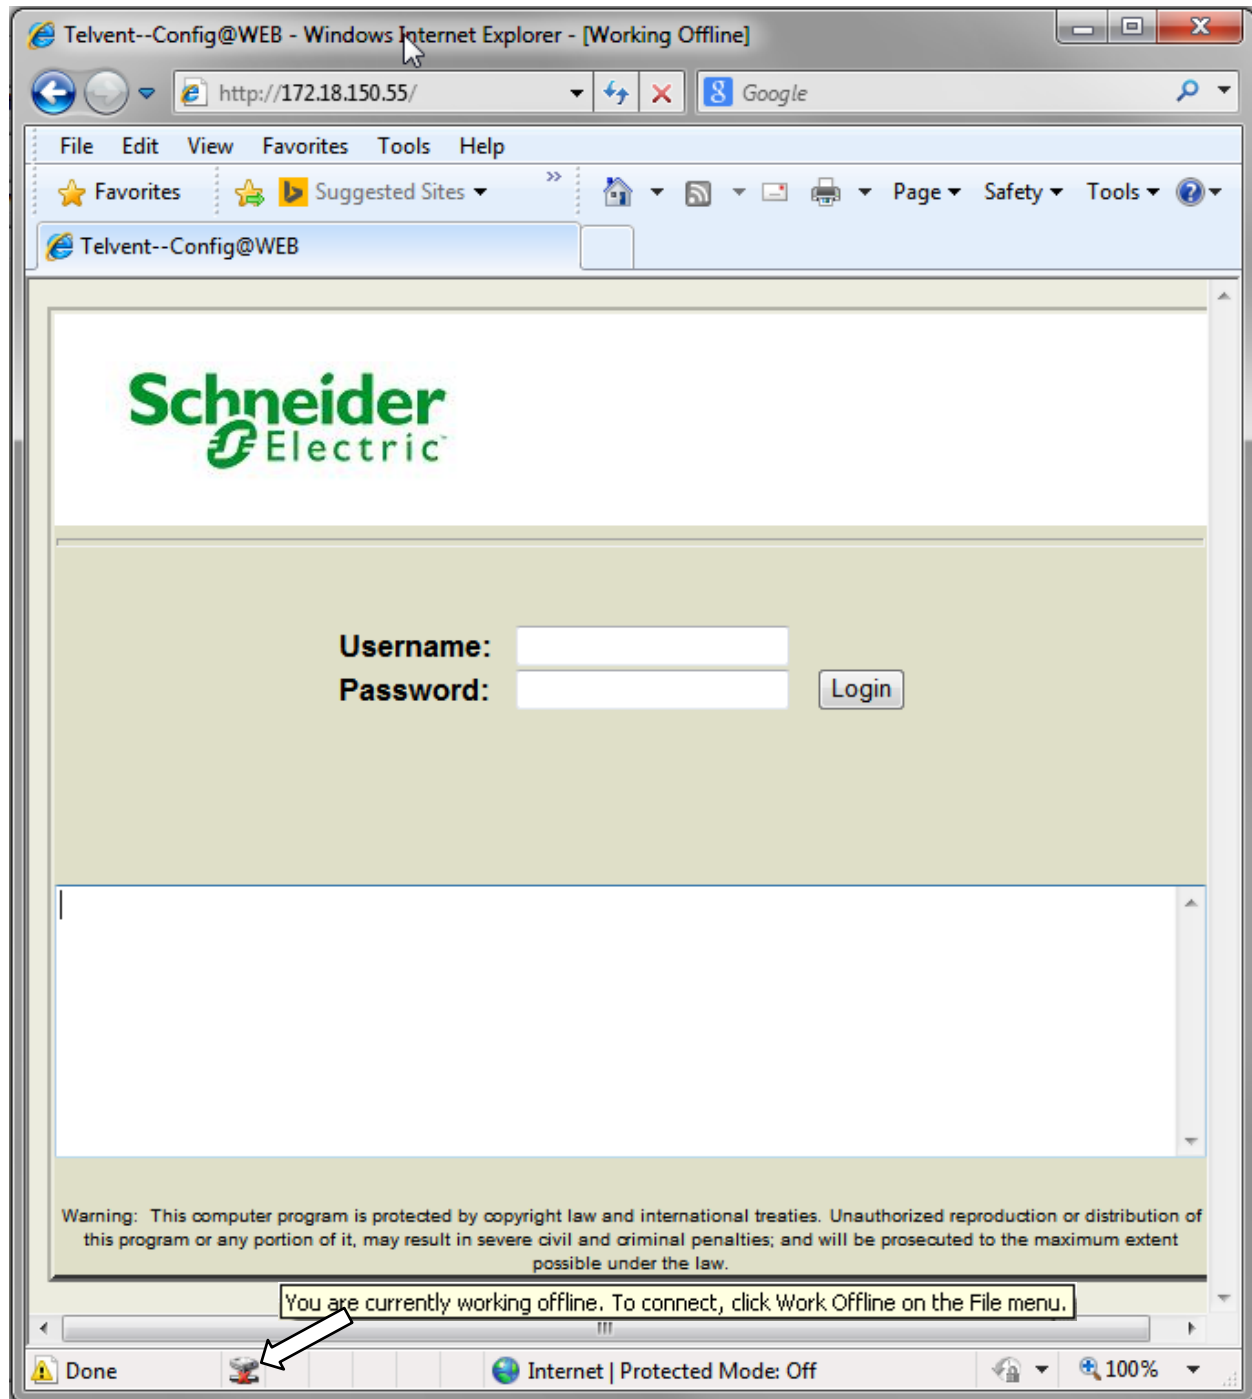 Telvent--Config@WEB - Windows Internet Explorer - [Working Offline]
http://172.18.150.55/
Google
File Edit View Favorites Tools Help
Favorites Suggested Sites Page Safety Tools
Telvent--Config@WEB
Schneider
Electric
Username:
Password: Login
Warning: This computer program is protected by copyright law and international treaties. Unauthorized reproduction or distribution of
this program or any portion of it, may result in severe civil and criminal penalties; and will be prosecuted to the maximum extent
possible under the law.
You are currently working offline. To connect, click Work Offline on the File menu.
Done Internet | Protected Mode: Off 100%